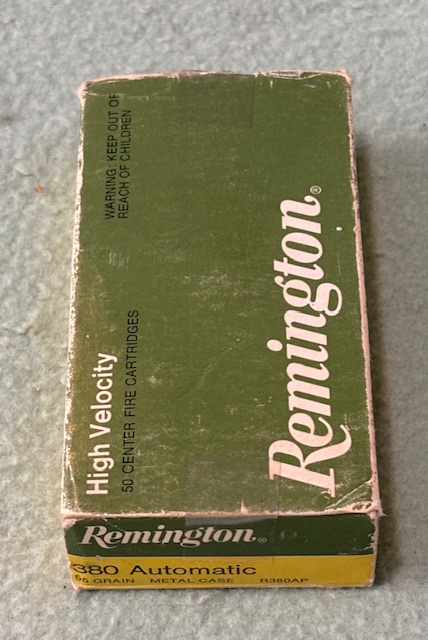 WARNING: KEEP OUT OF
REACH OF CHILDREN
Remington®
High Velocity
50 CENTER FIRE CARTRIDGES
Remington®
380 Automatic
GRAIN METAL CASE R380AP